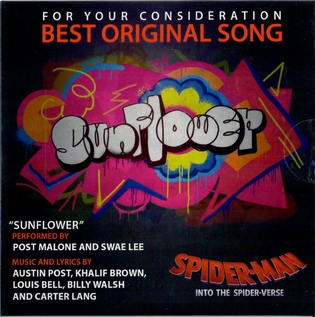 FOR YOUR CONSIDERATION
BEST ORIGINAL SONG
Sunflower
"SUNFLOWER"
PERFORMED BY
POST MALONE AND SWAE LEE
MUSIC AND LYRICS BY
AUSTIN POST, KHALIF BROWN,
LOUIS BELL, BILLY WALSH
AND CARTER LANG
SPIDER-MAN
INTO THE SPIDER-VERSE